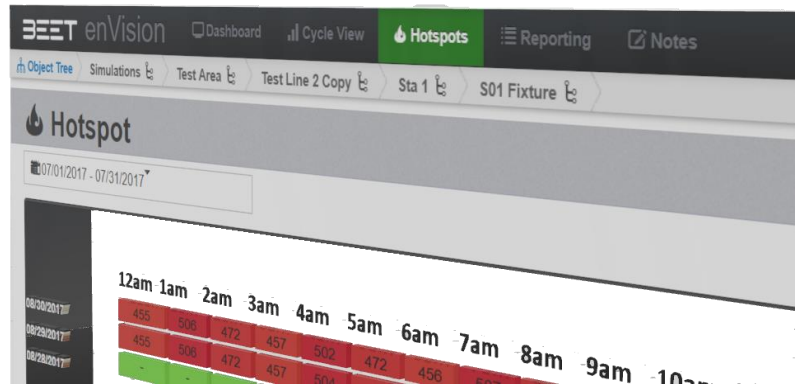 BEET enVision Dashboard Cycle View Hotspots Reporting Notes
Object Tree Simulations Test Area Test Line 2 Copy Sta 1 S01 Fixture
Hotspot
07/01/2017 - 07/31/2017
12am 1am 2am 3am 4am 5am 6am 7am 8am 9am
08/30/2017 455 506 472 457 502 472 456
08/29/2017 455 506 472 457 504
08/28/2017 - -